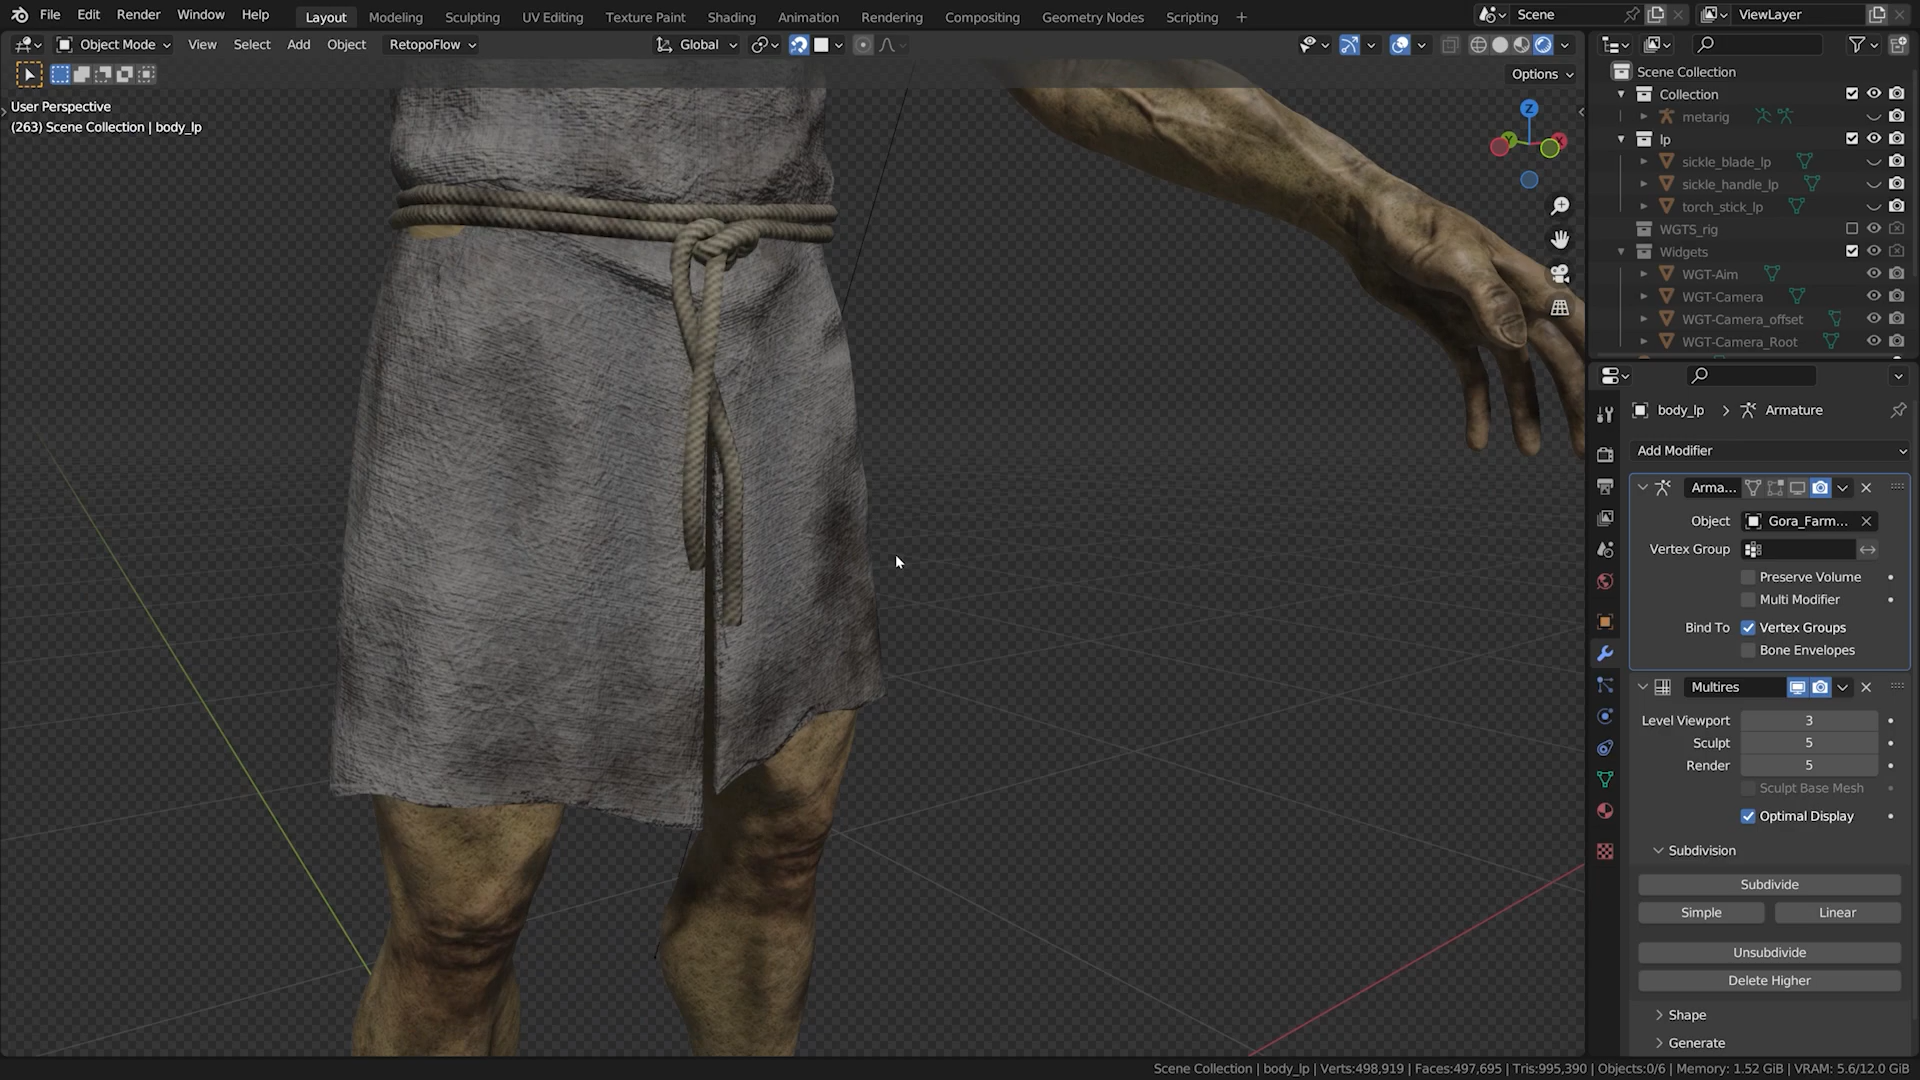 File Edit Render Window Help Layout Modeling Sculpting UV Editing Texture Paint Shading Animation Rendering Compositing Geometry Nodes Scripting + Scene ViewLayer
Object Mode View Select Add Object RetopoFlow Global
Options
User Perspective
(263) Scene Collection | body_lp
Z
Y
X
Scene Collection
Collection
metarig
lp
sickle_blade_lp
sickle_handle_lp
torch_stick_lp
WGTS_rig
Widgets
WGT-Aim
WGT-Camera
WGT-Camera_offset
WGT-Camera_Root
body_lp > Armature
Add Modifier
Arma...
Object Gora_Farm...
Vertex Group
Preserve Volume
Multi Modifier
Bind To Vertex Groups
Bone Envelopes
Multires
Level Viewport 3
Sculpt 5
Render 5
Sculpt Base Mesh
Optimal Display
Subdivision
Subdivide
Simple Linear
Unsubdivide
Delete Higher
Shape
Generate
Scene Collection | body_lp | Verts:498,919 | Faces:497,695 | Tris:995,390 | Objects:0/6 | Memory: 1.52 GiB | VRAM: 5.6/12.0 GiB